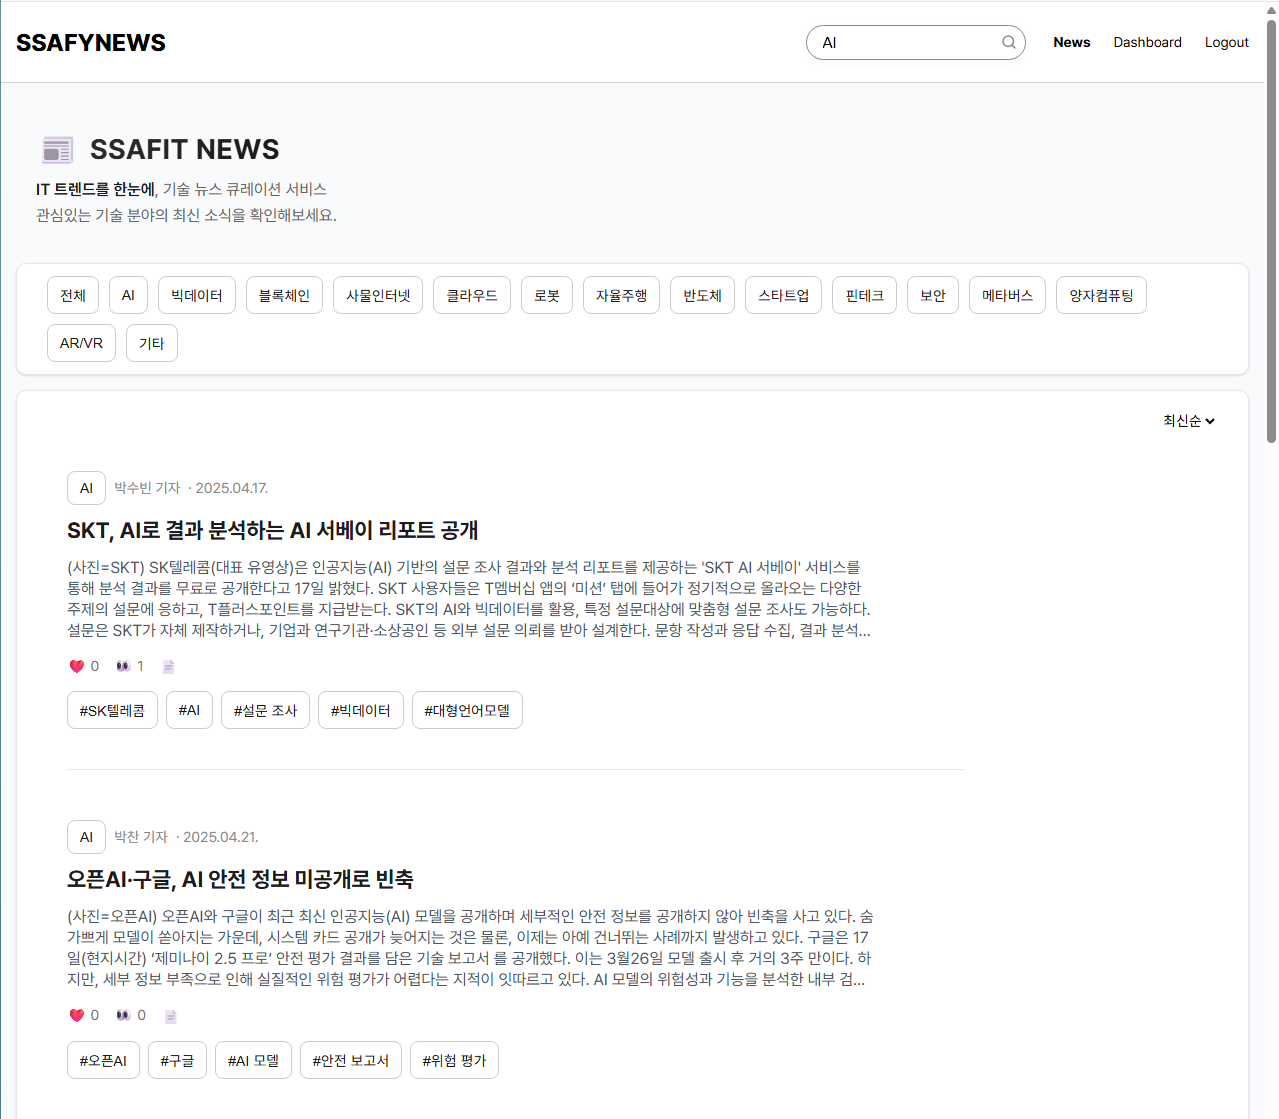 SSAFYNEWS
AI
News
Dashboard
Logout
SSAFIT NEWS
IT 트렌드를 한눈에, 기술 뉴스 큐레이션 서비스
관심있는 기술 분야의 최신 소식을 확인해보세요.
전체 AI 빅데이터 블록체인 사물인터넷 클라우드 로봇 자율주행 반도체 스타트업 핀테크 보안 메타버스 양자컴퓨팅
AR/VR 기타
최신순
AI 박수빈 기자 · 2025.04.17.
SKT, AI로 결과 분석하는 AI 서베이 리포트 공개
(사진=SKT) SK텔레콤(대표 유영상)은 인공지능(AI) 기반의 설문 조사 결과와 분석 리포트를 제공하는 'SKT AI 서베이' 서비스를
통해 분석 결과를 무료로 공개한다고 17일 밝혔다. SKT 사용자들은 T멤버십 앱의 ‘미션’ 탭에 들어가 정기적으로 올라오는 다양한
주제의 설문에 응하고, T플러스포인트를 지급받는다. SKT의 AI와 빅데이터를 활용, 특정 설문대상에 맞춤형 설문 조사도 가능하다.
설문은 SKT가 자체 제작하거나, 기업과 연구기관·소상공인 등 외부 설문 의뢰를 받아 설계한다. 문항 작성과 응답 수집, 결과 분석...
0 1
#SK텔레콤 #AI #설문 조사 #빅데이터 #대형언어모델
AI 박찬 기자 · 2025.04.21.
오픈AI·구글, AI 안전 정보 미공개로 빈축
(사진=오픈AI) 오픈AI와 구글이 최근 최신 인공지능(AI) 모델을 공개하며 세부적인 안전 정보를 공개하지 않아 빈축을 사고 있다. 숨
가쁘게 모델이 쏟아지는 가운데, 시스템 카드 공개가 늦어지는 것은 물론, 이제는 아예 건너뛰는 사례까지 발생하고 있다. 구글은 17
일(현지시간) ‘제미나이 2.5 프로’ 안전 평가 결과를 담은 기술 보고서 를 공개했다. 이는 3월26일 모델 출시 후 거의 3주 만이다. 하
지만, 세부 정보 부족으로 인해 실질적인 위험 평가가 어렵다는 지적이 잇따르고 있다. AI 모델의 위험성과 기능을 분석한 내부 검...
0 0
#오픈AI #구글 #AI 모델 #안전 보고서 #위험 평가